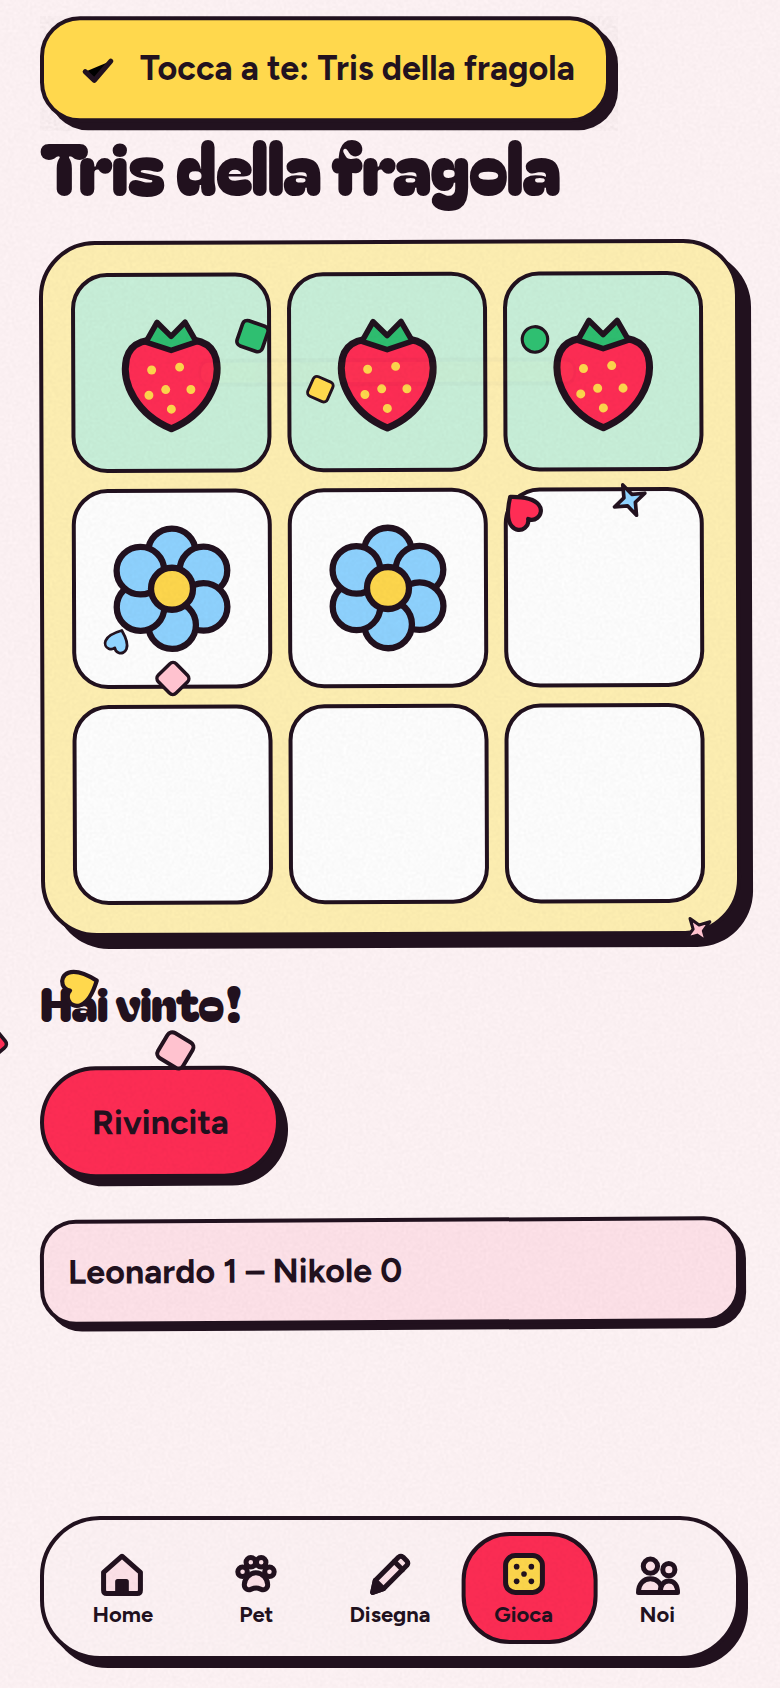 Tocca a te: Tris della fragola
Tris della fragola
Hai vinto!
Rivincita
Leonardo 1 – Nikole 0
Home
Pet
Disegna
Gioca
Noi